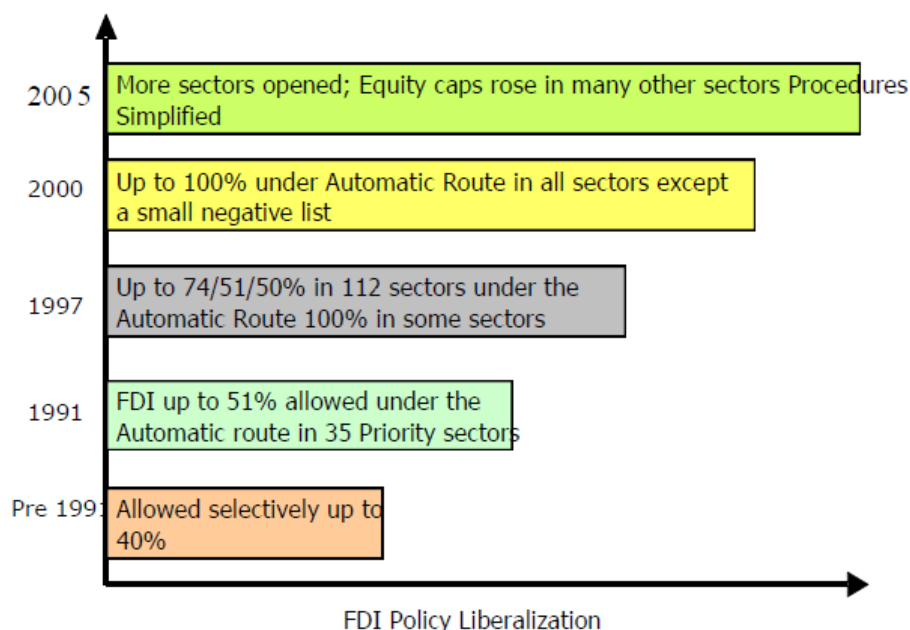 2005
More sectors opened; Equity caps rose in many other sectors Procedures
Simplified
2000
Up to 100% under Automatic Route in all sectors except
a small negative list
1997
Up to 74/51/50% in 112 sectors under the
Automatic Route 100% in some sectors
1991
FDI up to 51% allowed under the
Automatic route in 35 Priority sectors
Pre 1991
Allowed selectively up to
40%
FDI Policy Liberalization